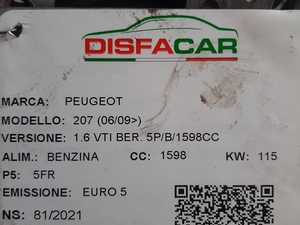 DISFACAR
MARCA: PEUGEOT
MODELLO: 207 (06/09>)
VERSIONE: 1.6 VTI BER. 5P/B/1598CC
ALIM.: BENZINA CC: 1598 KW: 115
P5: 5FR
EMISSIONE: EURO 5
NS: 81/2021